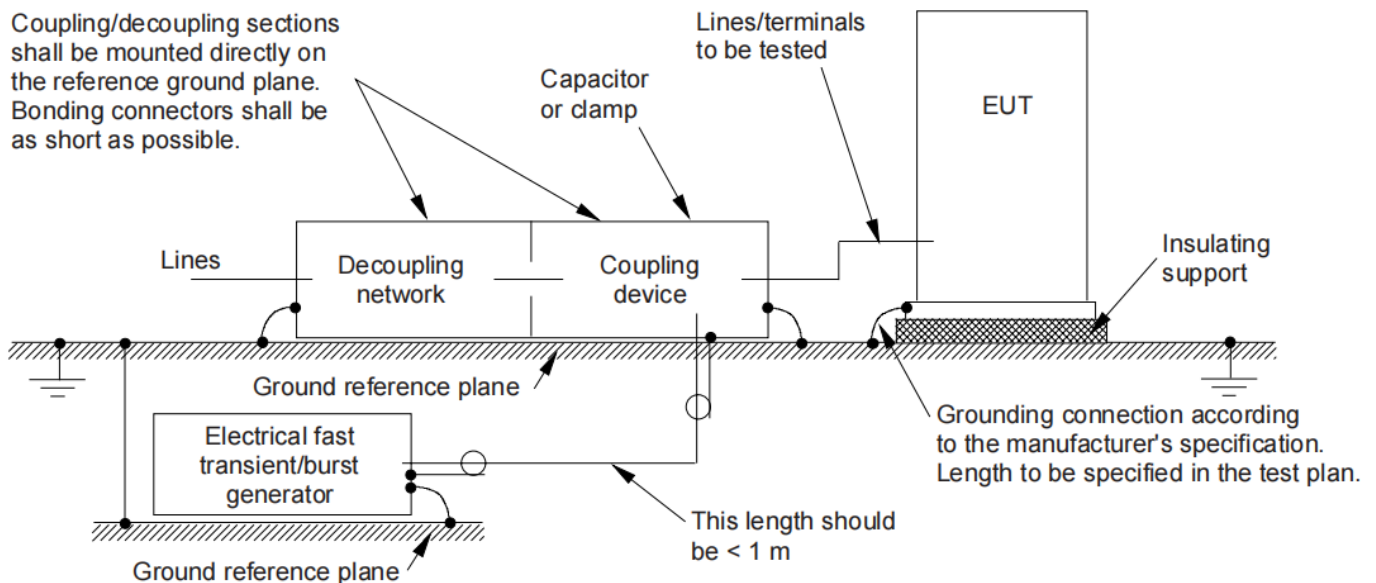 Coupling/decoupling sections
shall be mounted directly on
the reference ground plane.
Bonding connectors shall be
as short as possible.
Capacitor
or clamp
Lines/terminals
to be tested
EUT
Lines
Decoupling
network
Coupling
device
Insulating
support
Ground reference plane
Electrical fast
transient/burst
generator
Grounding connection according
to the manufacturer's specification.
Length to be specified in the test plan.
This length should
be < 1 m
Ground reference plane